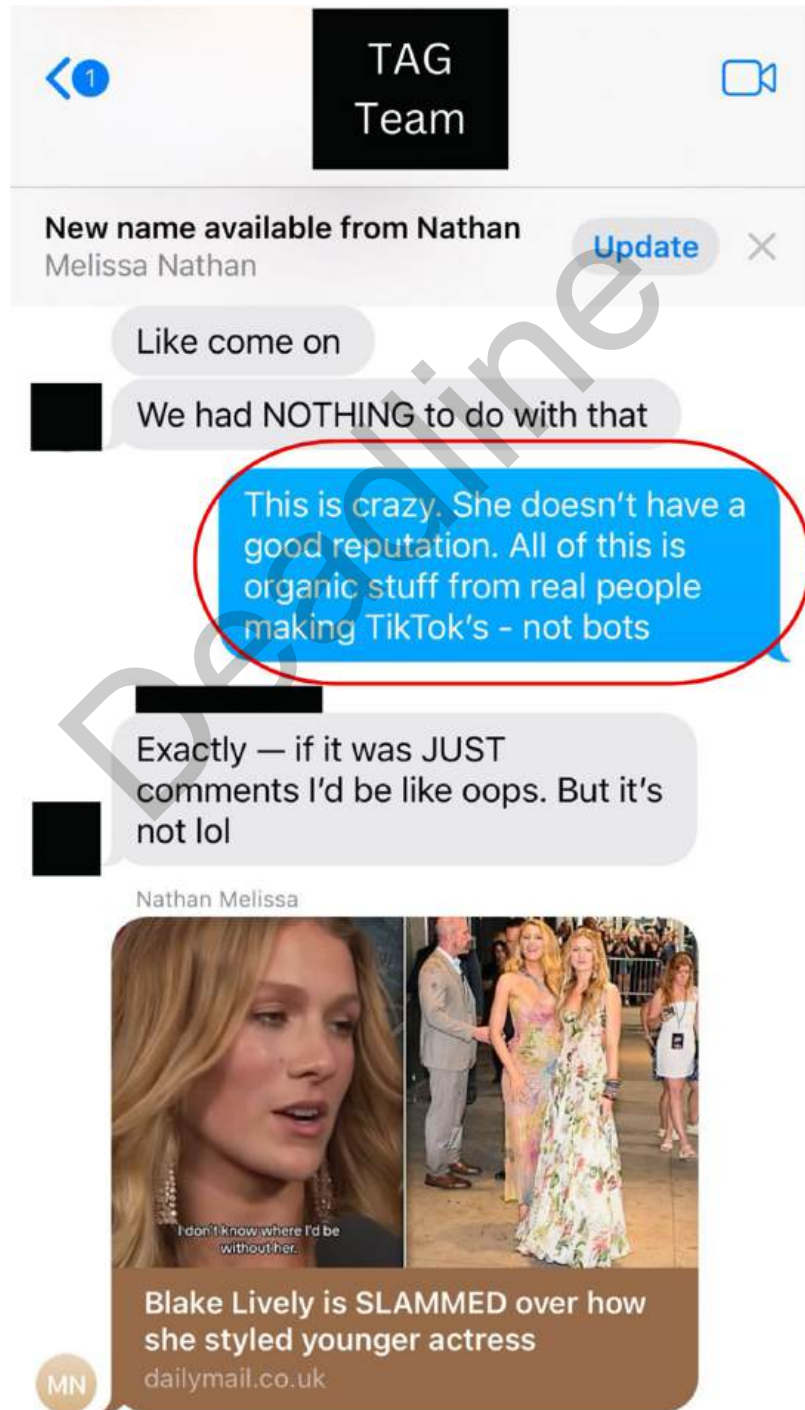 1
TAG
Team
New name available from Nathan
Melissa Nathan
Update
Like come on
We had NOTHING to do with that
This is crazy. She doesn't have a
good reputation. All of this is
organic stuff from real people
making TikTok's - not bots
Exactly — if it was JUST
comments I'd be like oops. But it's
not lol
Nathan Melissa
I don't know where I'd be
without her.
Blake Lively is SLAMMED over how
she styled younger actress
dailymail.co.uk
MN
Deadline